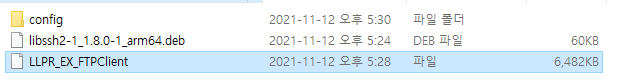 config 2021-11-12 오후 5:30 파일 폴더
libssh2-1_1.8.0-1_arm64.deb 2021-11-12 오후 5:24 DEB 파일 60KB
LLPR_EX_FTPClient 2021-11-12 오후 5:28 파일 6,482KB